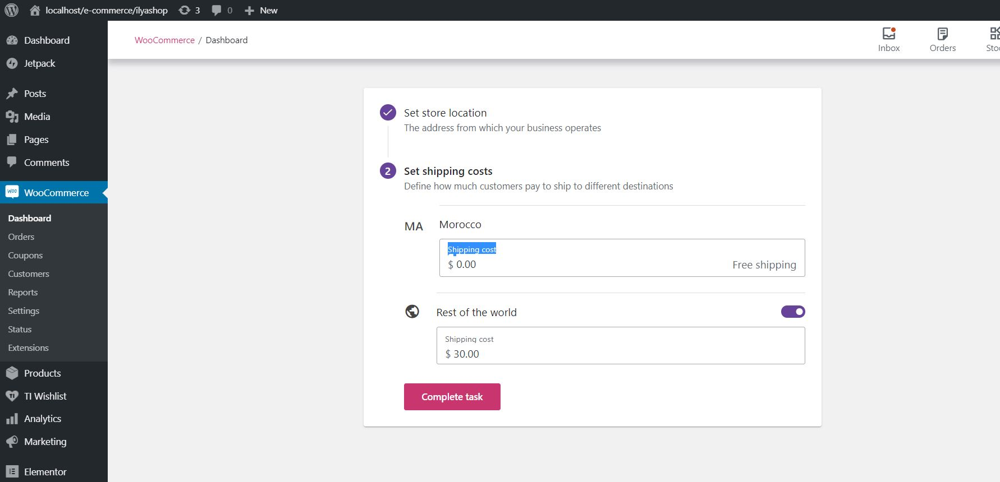 localhost/e-commerce/ilyashop 3 0 New
Dashboard
Jetpack
Posts
Media
Pages
Comments
WOO WooCommerce
Dashboard
Orders
Coupons
Customers
Reports
Settings
Status
Extensions
Products
TI TI Wishlist
Analytics
Marketing
Elementor
WooCommerce / Dashboard
Inbox
Orders
Stoc
Set store location
The address from which your business operates
2 Set shipping costs
Define how much customers pay to ship to different destinations
MA Morocco
Shipping cost
$ 0.00 Free shipping
Rest of the world
Shipping cost
$ 30.00
Complete task